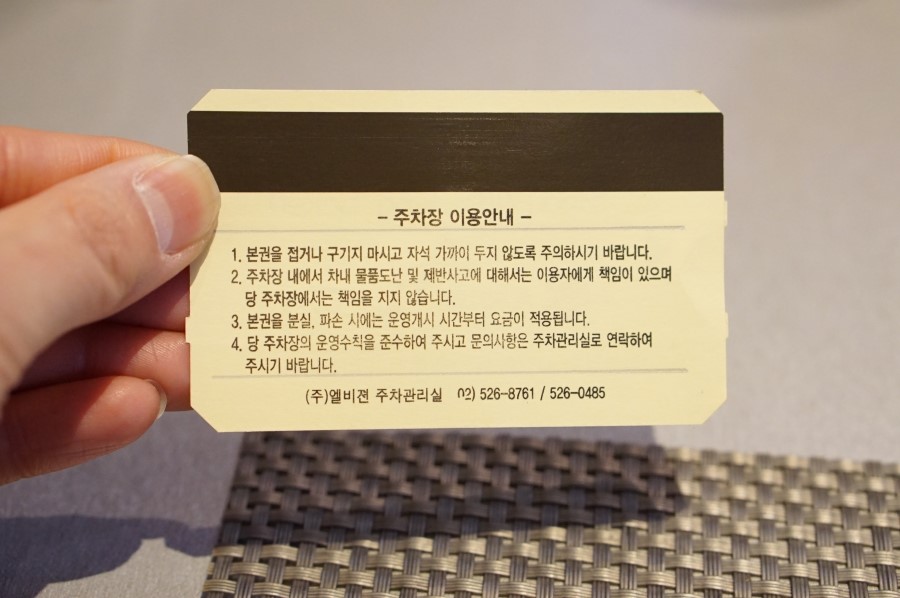 - 주차장 이용안내 -
1. 본권을 접거나 구기지 마시고 자석 가까이 두지 않도록 주의하시기 바랍니다.
2. 주차장 내에서 차내 물품도난 및 제반사고에 대해서는 이용자에게 책임이 있으며
당 주차장에서는 책임을 지지 않습니다.
3. 본권을 분실, 파손 시에는 운영개시 시간부터 요금이 적용됩니다.
4. 당 주차장의 운영수칙을 준수하여 주시고 문의사항은 주차관리실로 연락하여
주시기 바랍니다.
(주)엘비젼 주차관리실 02) 526-8761 / 526-0485